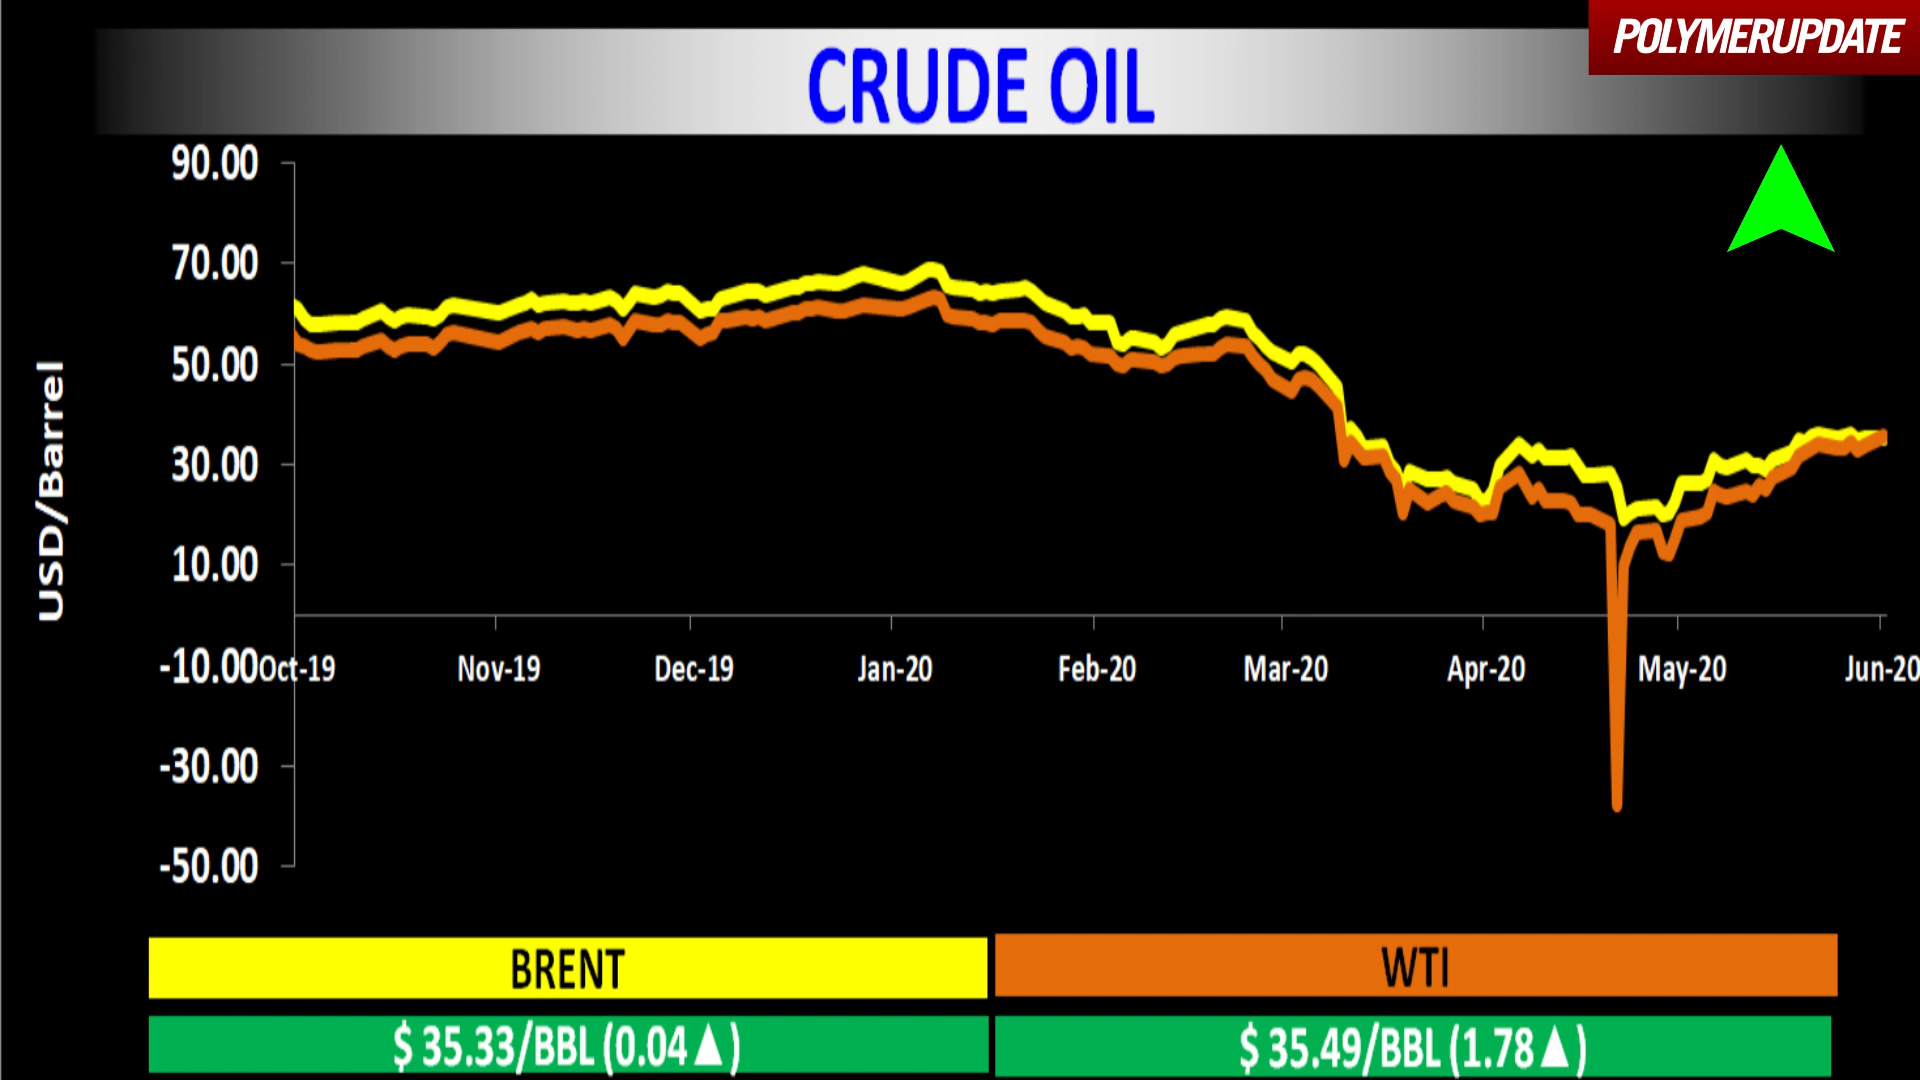 POLYMERUPDATE
CRUDE OIL
90.00
70.00
50.00
30.00
10.00
-10.00
-30.00
-50.00
USD/Barrel
Oct-19 Nov-19 Dec-19 Jan-20 Feb-20 Mar-20 Apr-20 May-20 Jun-20
BRENT WTI
$ 35.33/BBL (0.04▲) $ 35.49/BBL (1.78▲)